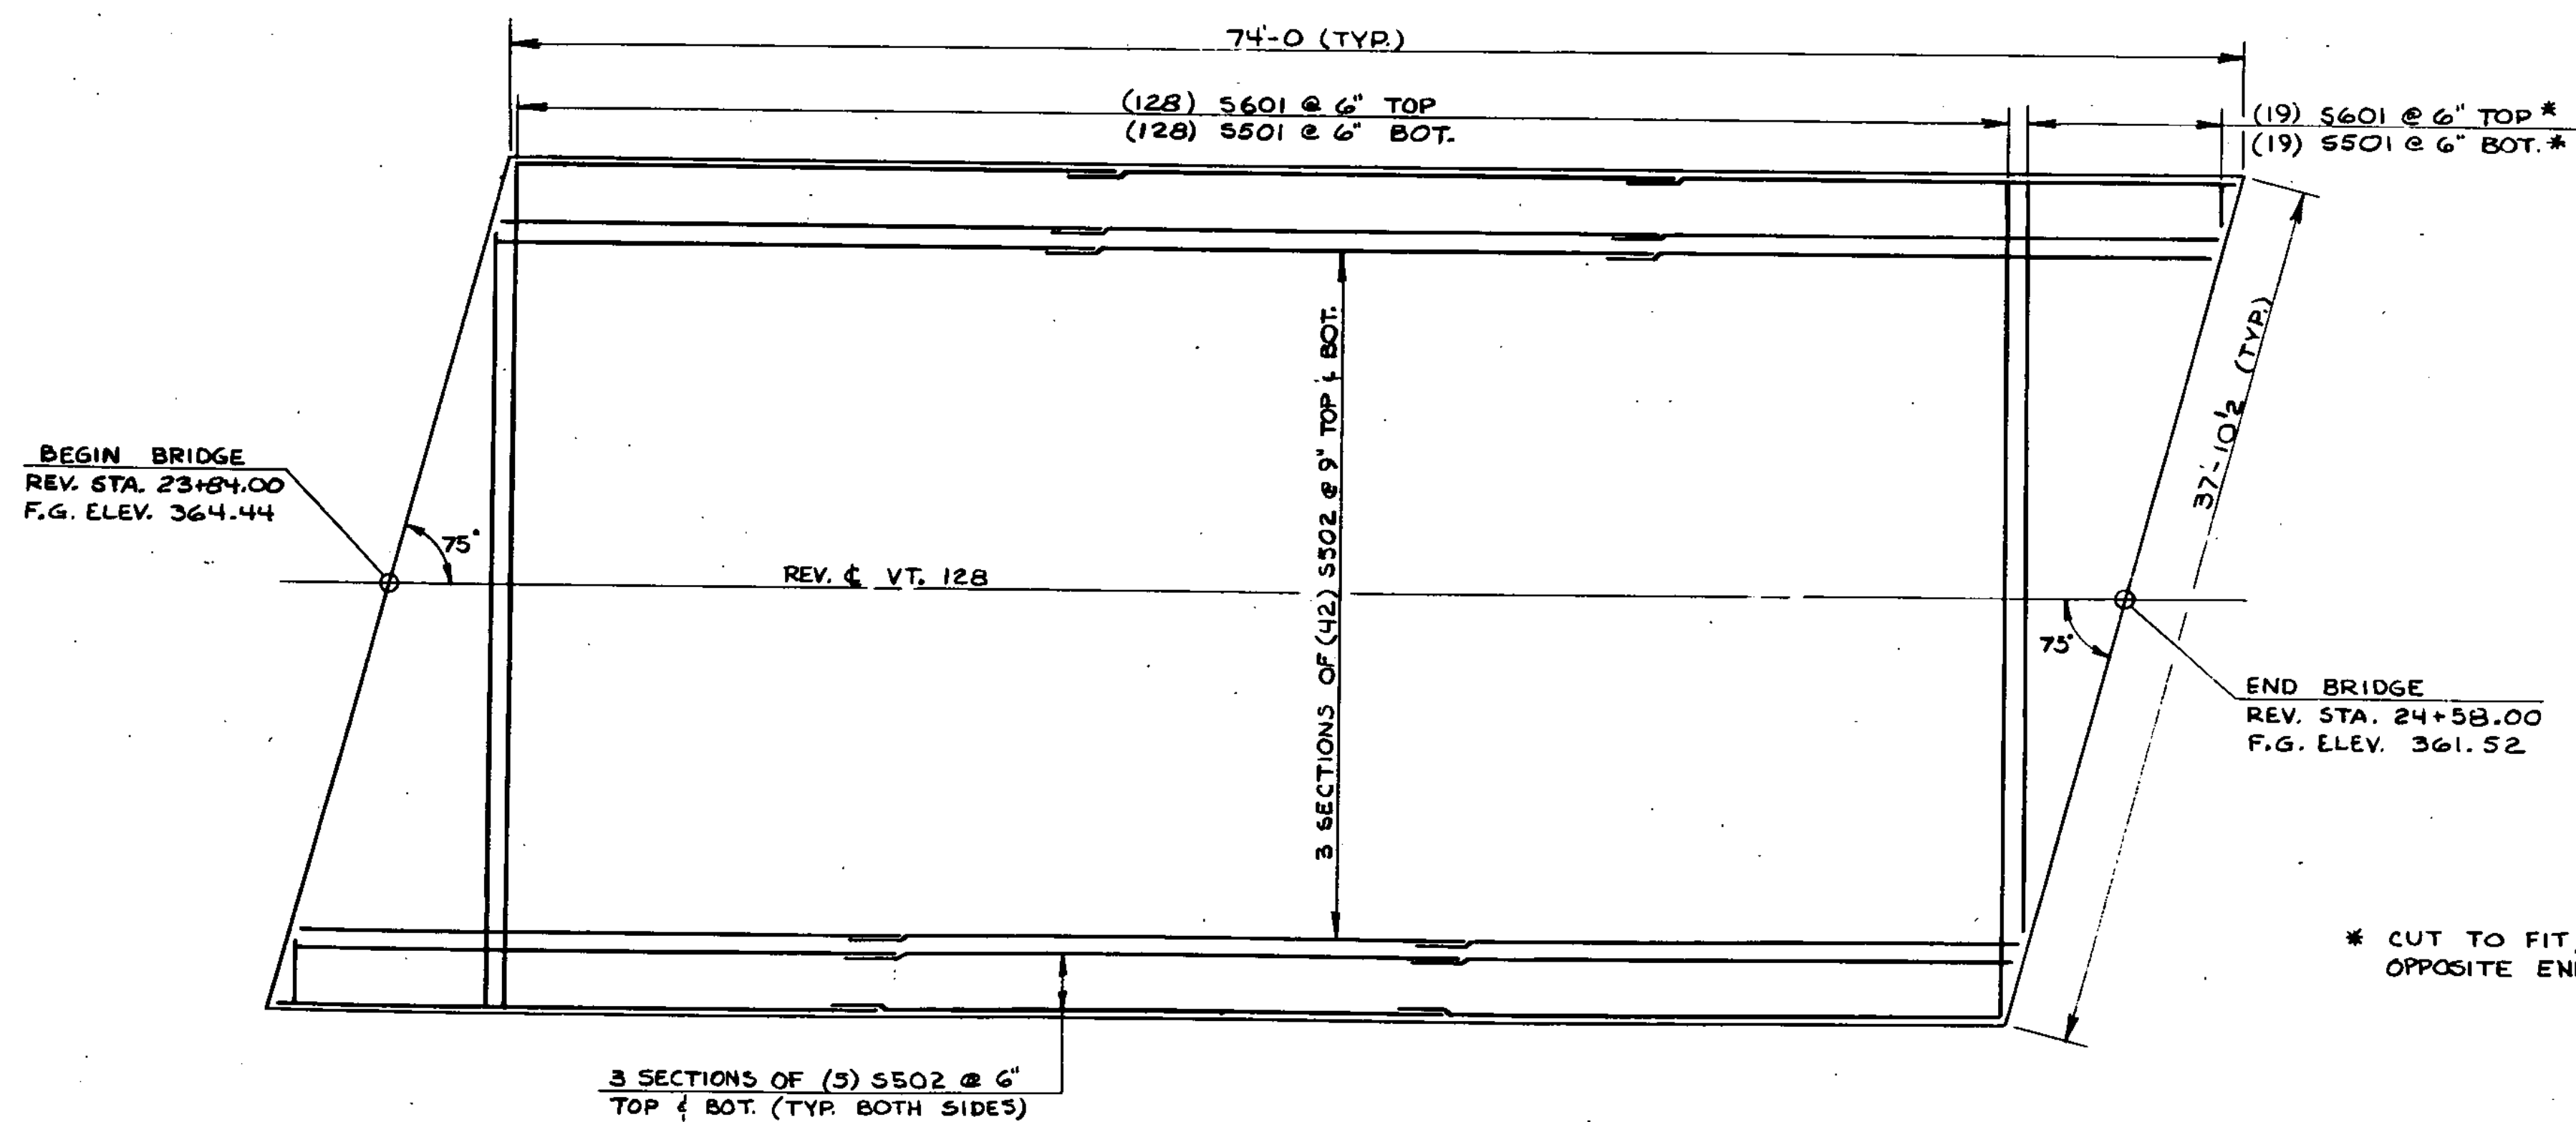 74'-0 (TYP.)
(128) S601 @ 6" TOP
(128) S501 @ 6" BOT.
(19) S601 @ 6" TOP *
(19) S501 @ 6" BOT. *
BEGIN BRIDGE
REV. STA. 23+84.00
F.G. ELEV. 364.44
75°
REV. ℄ VT. 128
3 SECTIONS OF (42) S502 @ 9" TOP & BOT.
37'-10 1/2 (TYP.)
75°
END BRIDGE
REV. STA. 24+58.00
F.G. ELEV. 361.52
* CUT TO FIT,
OPPOSITE
3 SECTIONS OF (5) S502 @ 6"
TOP & BOT. (TYP. BOTH SIDES)